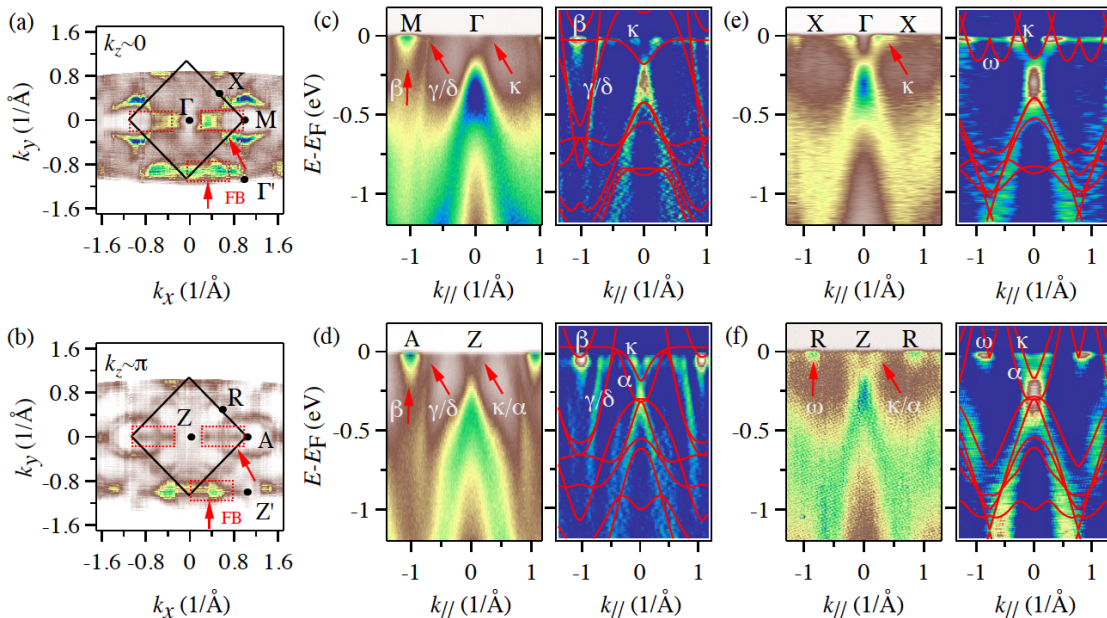 (a)
k_z~0
1.6
0.8
0
-0.8
-1.6
k_y (1/Å)
X
Γ
M
Γ'
FB
-1.6
-0.8
0
0.8
1.6
k_x (1/Å)
(c)
M
Γ
0
-0.5
-1
E-E_F (eV)
β
γ/δ
κ
-1
0
1
k_// (1/Å)
β
κ
γ/δ
-1
0
1
k_// (1/Å)
(e)
X
Γ
X
0
-0.5
-1
κ
-1
0
1
k_// (1/Å)
κ
ω
-1
0
1
k_// (1/Å)
(b)
k_z~π
1.6
0.8
0
-0.8
-1.6
k_y (1/Å)
R
Z
A
Z'
FB
-1.6
-0.8
0
0.8
1.6
k_x (1/Å)
(d)
A
Z
0
-0.5
-1
E-E_F (eV)
β
γ/δ
κ/α
-1
0
1
k_// (1/Å)
β
κ
α
γ/δ
-1
0
1
k_// (1/Å)
(f)
R
Z
R
0
-0.5
-1
ω
κ/α
-1
0
1
k_// (1/Å)
ω
κ
α
-1
0
1
k_// (1/Å)